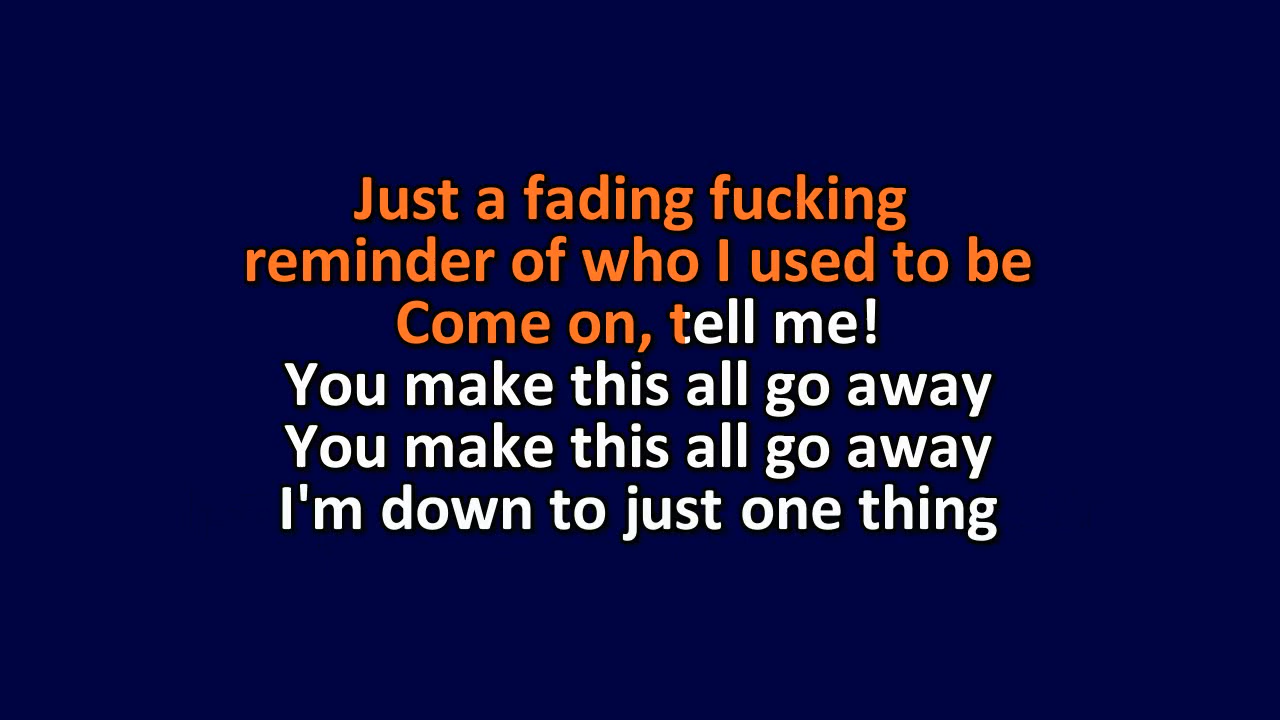 Just a fading fucking
reminder of who I used to be
Come on, tell me!
You make this all go away
You make this all go away
I'm down to just one thing